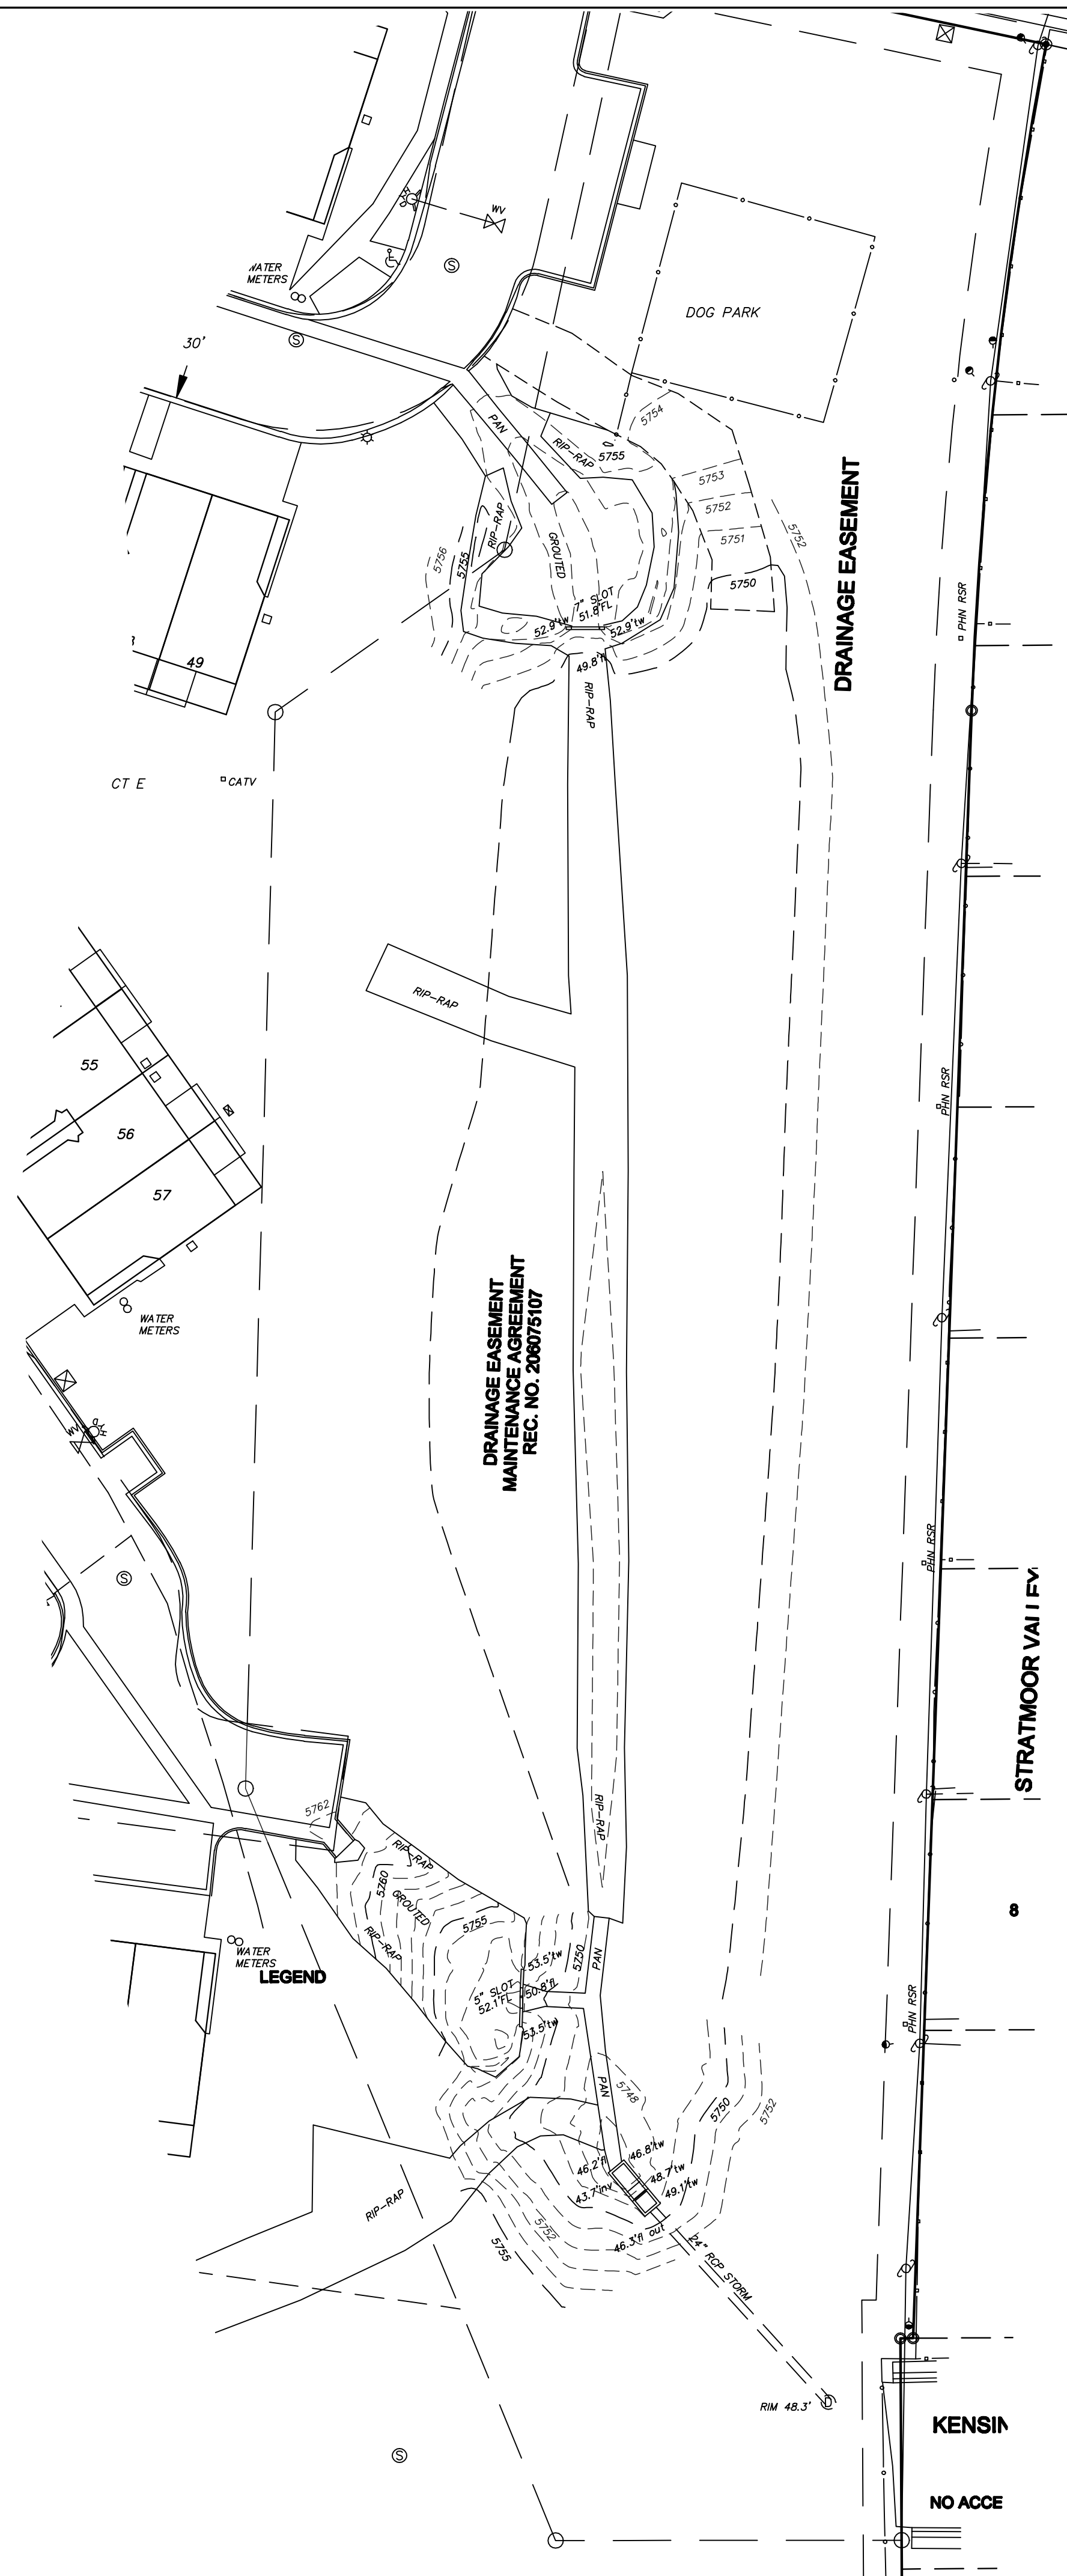 WV
WATER
METERS
DOG PARK
30'
PAN
5754
RIP-RAP
5755
5753
5752
5751
5752
5750
RIP-RAP
5756
5755
GROUTED
7" SLOT
51.8'FL
52.9'tw
52.9'tw
49.8'fl
RIP-RAP
DRAINAGE EASEMENT
PHN RSR
49
CT E
CATV
RIP-RAP
55
56
57
PHN RSR
WATER
METERS
DRAINAGE EASEMENT
MAINTENANCE AGREEMENT
REC. NO. 206075107
WV
PHN RSR
STRATMOOR
RIP-RAP
5762
RIP-RAP
5760
GROUTED
5755
RIP-RAP
8
WATER
METERS
LEGEND
53.5'tw
5750
PAN
5" SLOT
52.1'FL
50.8'fl
53.5'tw
PHN RSR
PAN
5748
5750
5752
46.8'tw
46.2'fl
48.7'tw
43.7'inv
49.1'tw
RIP-RAP
5752
5755
46.3'fl out
24" RCP STORM
RIM 48.3'
D
KENSIN
NO ACCE